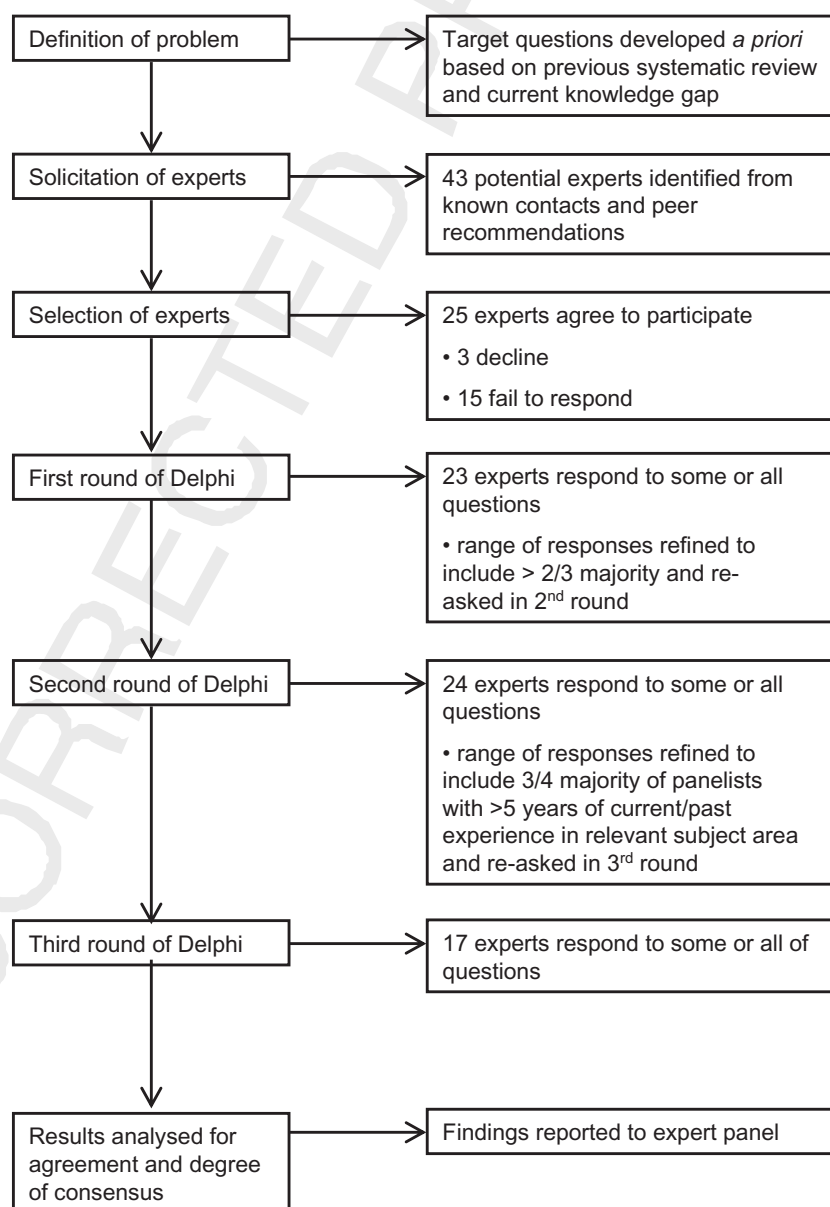 Definition of problem
Target questions developed a priori
based on previous systematic review
and current knowledge gap
Solicitation of experts
43 potential experts identified from
known contacts and peer
recommendations
Selection of experts
25 experts agree to participate
• 3 decline
• 15 fail to respond
First round of Delphi
23 experts respond to some or all
questions
• range of responses refined to
include > 2/3 majority and re-
asked in 2nd round
Second round of Delphi
24 experts respond to some or all
questions
• range of responses refined to
include 3/4 majority of panelists
with >5 years of current/past
experience in relevant subject area
and re-asked in 3rd round
Third round of Delphi
17 experts respond to some or all of
questions
Results analysed for
agreement and degree
of consensus
Findings reported to expert panel
ORRECTED P